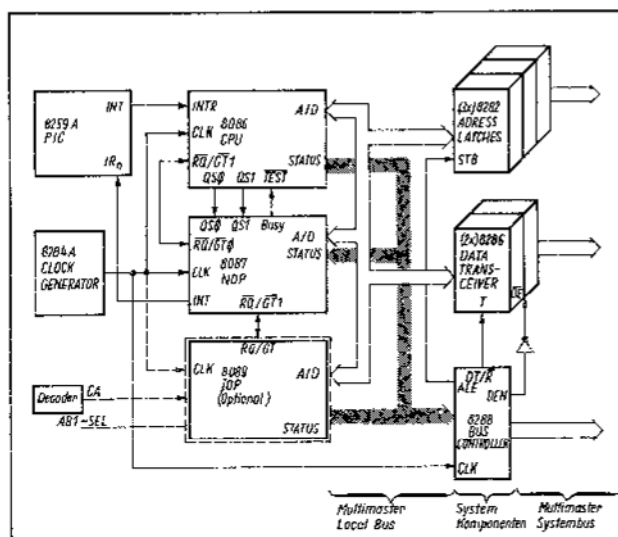 INT
8259A
PIC
IR0
8284A
CLOCK
GENERATOR
INTR
8086
CPU
CLK
RQ/GT1
A/D
STATUS
QSØ QS1 TEST
QSØ QS1 Busy
RQ/GTØ
8087
NDP
CLK
INT
RQ/GT1
A/D
STATUS
RQ/GT
CLK
8089
IOP
(Optional)
A/D
STATUS
Decoder
CA
AB1-SEL
(3x)8282
ADRESS
LATCHES
STB
(2x)8286
DATA
TRANS-
CEIVER
T
OE
DT/R
ALE
DEN
8288
BUS
CONTROLLER
CLK
Multimaster
Local Bus
System
Komponenten
Multimaster
Systembus